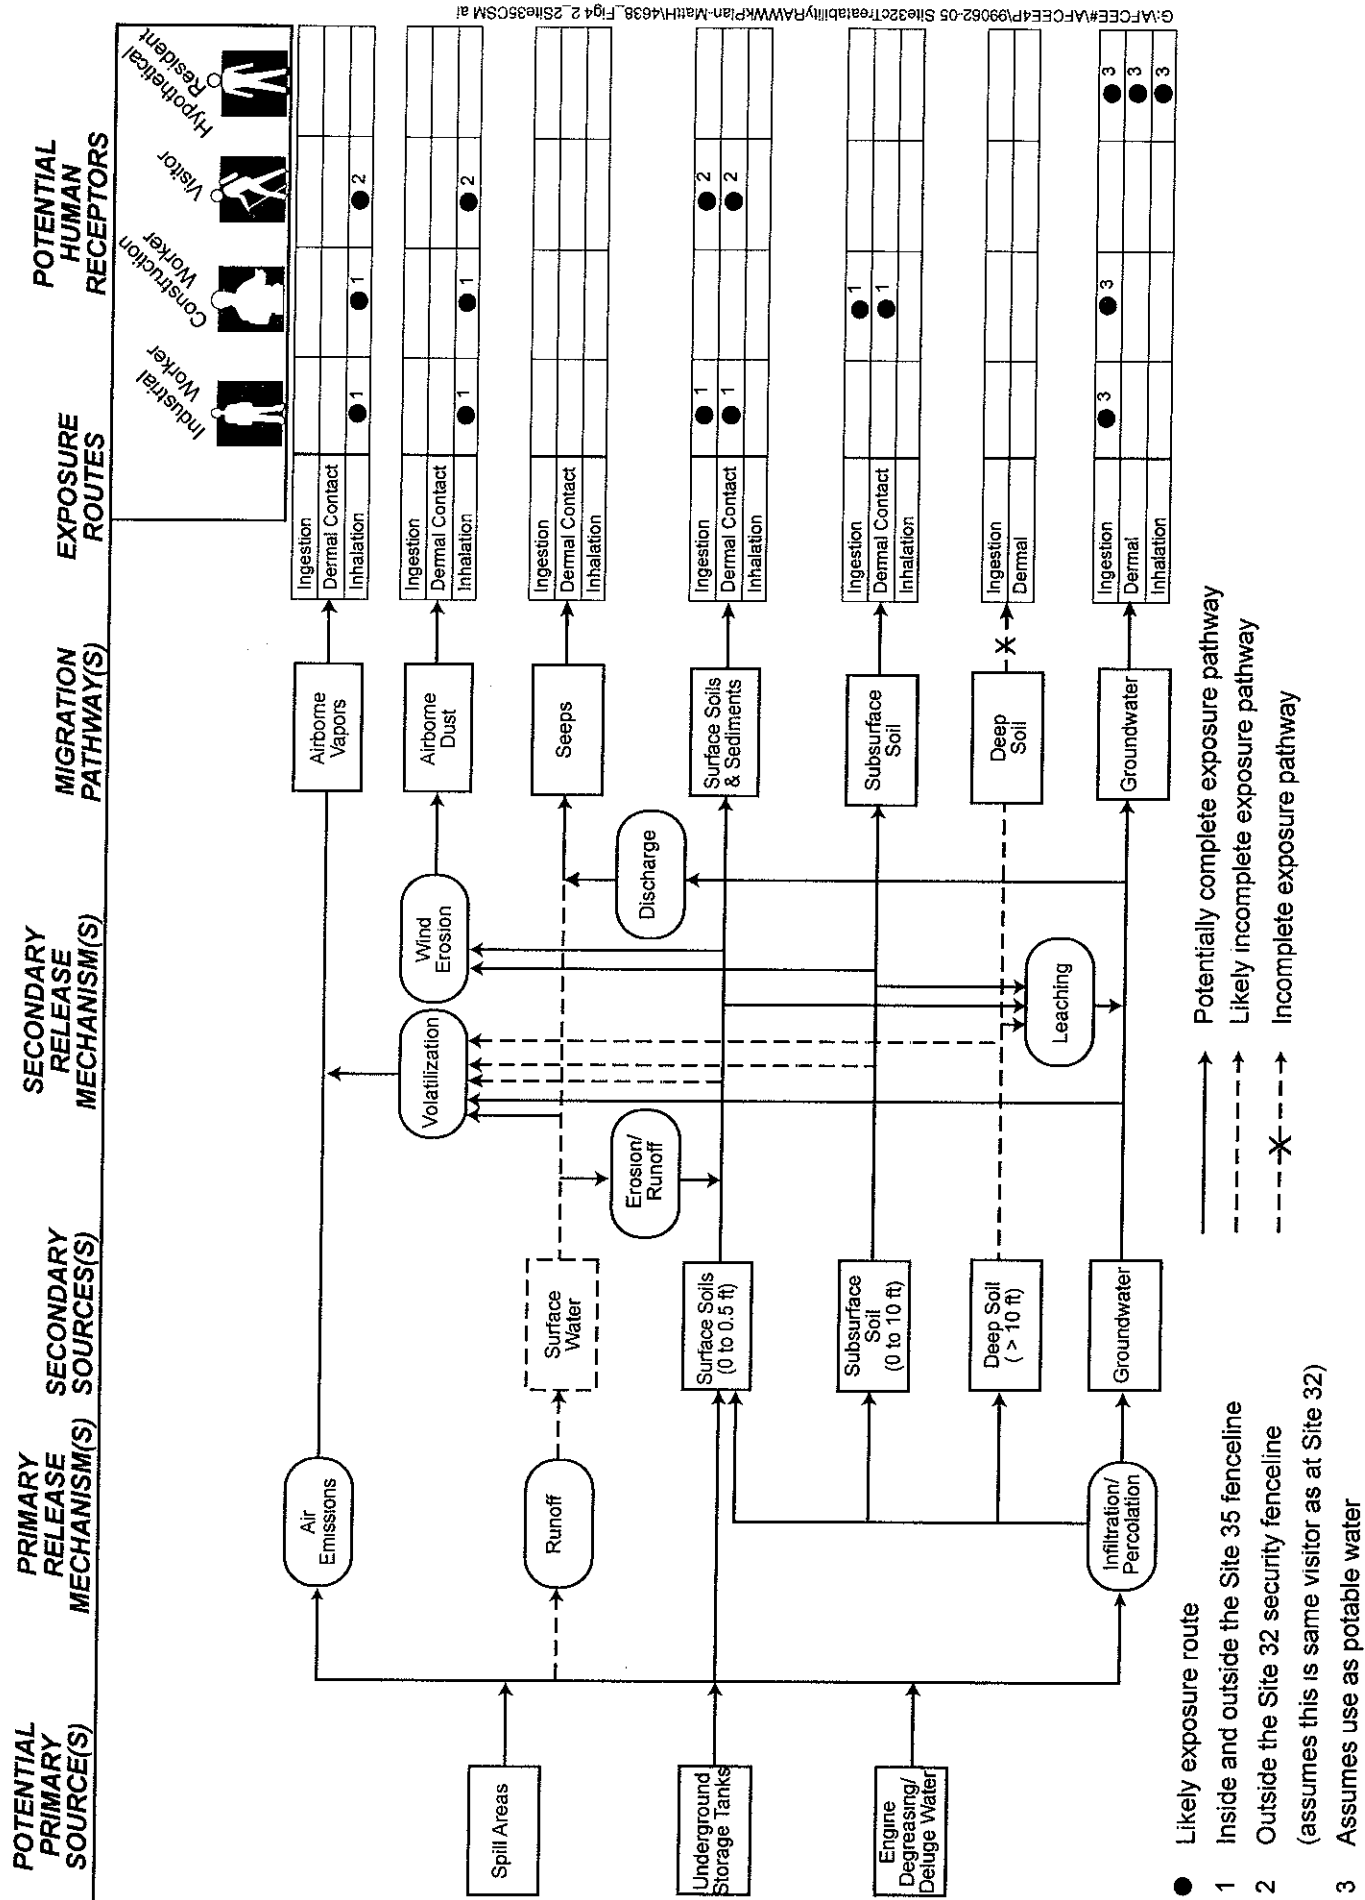 POTENTIAL
PRIMARY
SOURCE(S)
PRIMARY
RELEASE
MECHANISM(S)
SECONDARY
SOURCES(S)
SECONDARY
RELEASE
MECHANISM(S)
MIGRATION
PATHWAY(S)
EXPOSURE
ROUTES
POTENTIAL
HUMAN
RECEPTORS
Industrial
Worker
Construction
Worker
Visitor
Hypothetical
Resident
Spill Areas
Underground
Storage Tanks
Engine
Degreasing/
Deluge Water
Air
Emissions
Runoff
Infiltration/
Percolation
Surface
Water
Surface Soils
(0 to 0.5 ft)
Subsurface
Soil
(0 to 10 ft)
Deep Soil
( > 10 ft)
Groundwater
Erosion/
Runoff
Volatilization
Wind
Erosion
Discharge
Leaching
Airborne
Vapors
Ingestion
Dermal Contact
Inhalation 1 1 2
Airborne
Dust
Ingestion
Dermal Contact
Inhalation 1 1 2
Seeps
Ingestion
Dermal Contact
Inhalation
Surface Soils
& Sediments
Ingestion 1 2
Dermal Contact 1 2
Inhalation
Subsurface
Soil
Ingestion 1
Dermal Contact 1
Inhalation
Deep
Soil
Ingestion
Dermal
Groundwater
Ingestion 3 3 3
Dermal 3
Inhalation 3
Likely exposure route
1 Inside and outside the Site 35 fenceline
2 Outside the Site 32 security fenceline
(assumes this is same visitor as at Site 32)
3 Assumes use as potable water
Potentially complete exposure pathway
Likely incomplete exposure pathway
X Incomplete exposure pathway
G:\AFCEE#\AFCEE4P\99062-05 Site32cTreatability\RAWWkPlan-MattH\4638_Fig4 2_2Site35CSM ai